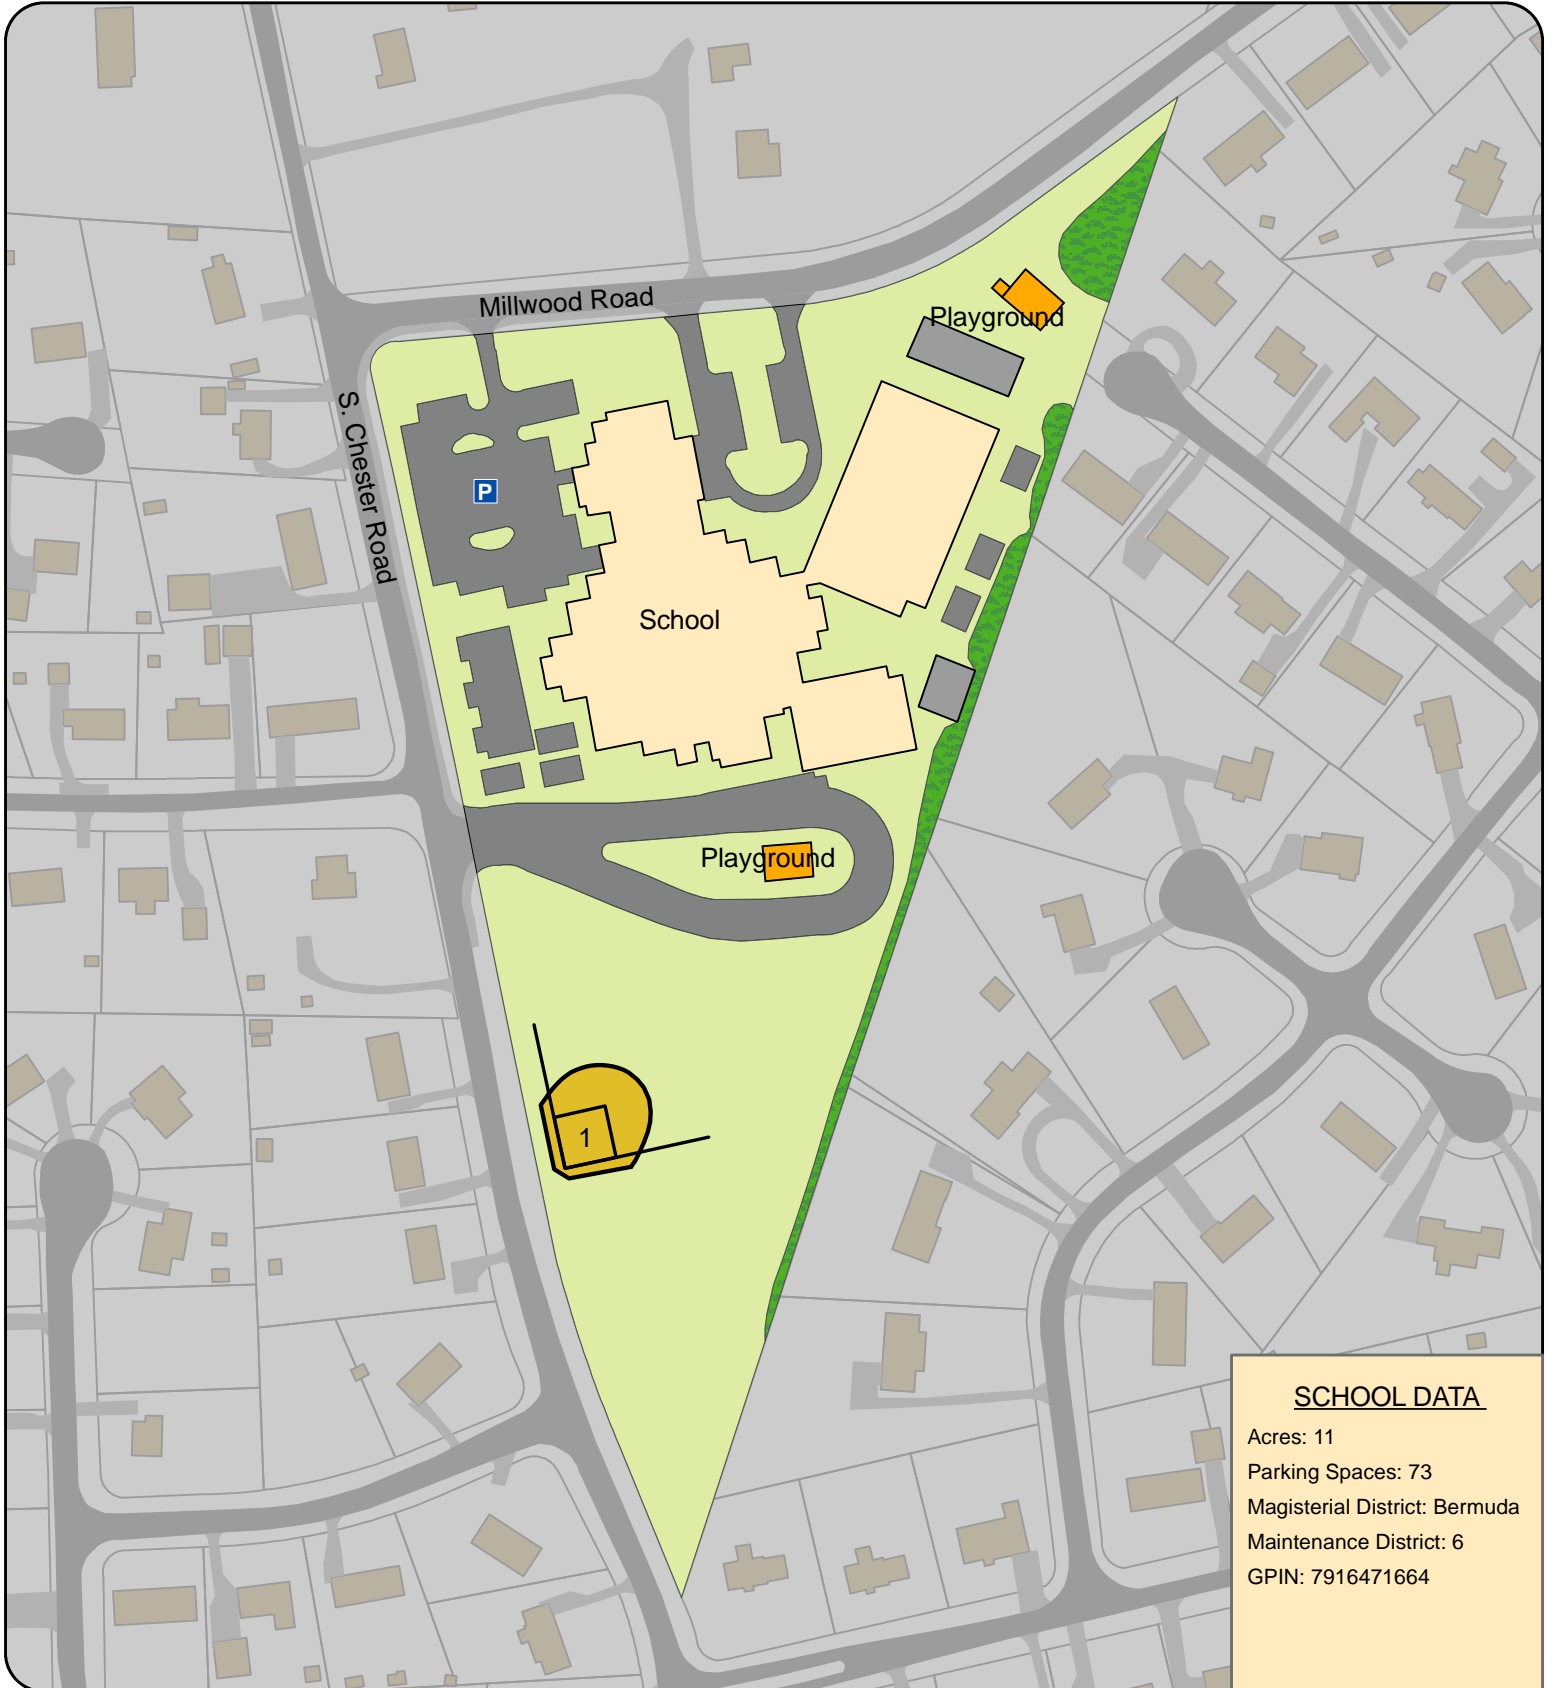 Millwood Road
Playground
S. Chester Road
P
School
Playground
1
SCHOOL DATA
Acres: 11
Parking Spaces: 73
Magisterial District: Bermuda
Maintenance District: 6
GPIN: 7916471664